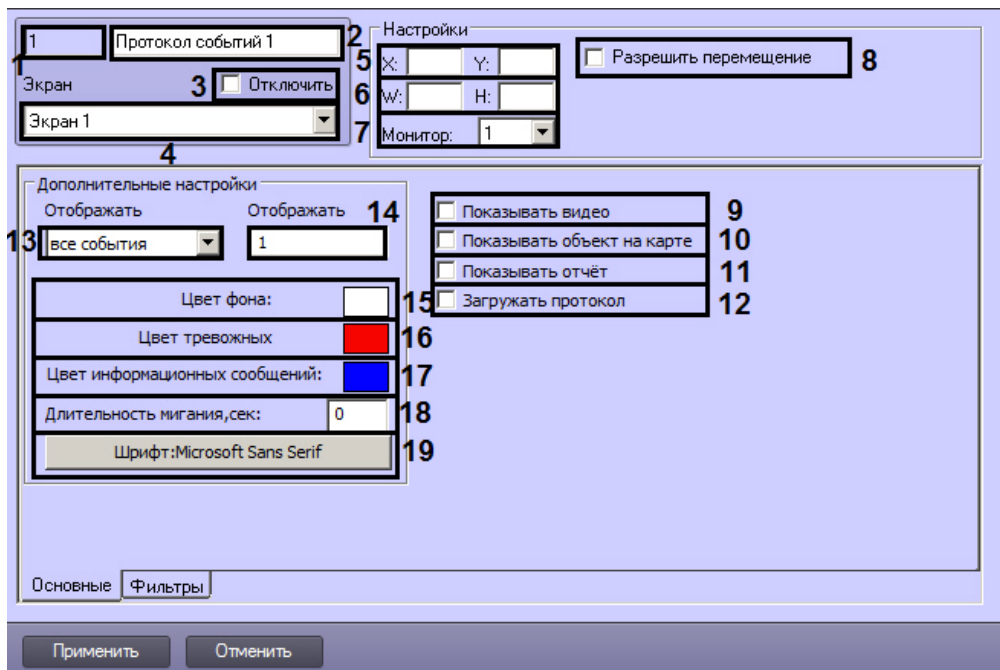 1 Протокол событий 1 2
1
Экран 3 Отключить
Экран 1
4
Настройки
5 X: Y:
6 W: H:
7 Монитор: 1
Разрешить перемещение 8
Дополнительные настройки
Отображать Отображать 14
13 все события 1
Цвет фона: 15
Цвет тревожных 16
Цвет информационных сообщений: 17
Длительность мигания,сек: 0 18
Шрифт:Microsoft Sans Serif 19
Показывать видео 9
Показывать объект на карте 10
Показывать отчёт 11
Загружать протокол 12
Основные Фильтры
Применить Отменить